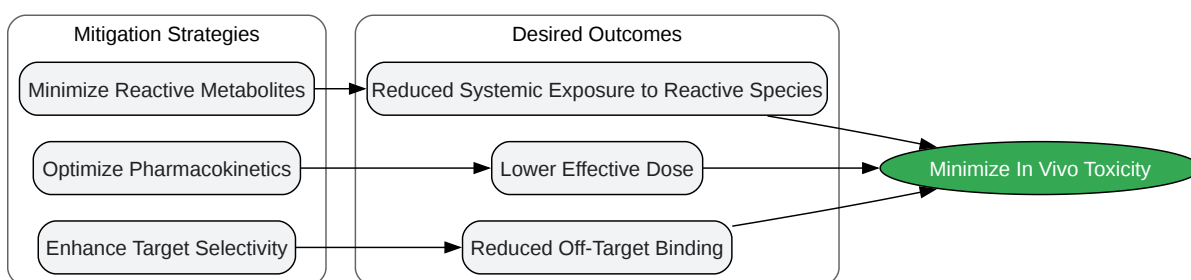 Mitigation Strategies
Desired Outcomes
Minimize Reactive Metabolites
Reduced Systemic Exposure to Reactive Species
Optimize Pharmacokinetics
Lower Effective Dose
Minimize In Vivo Toxicity
Enhance Target Selectivity
Reduced Off-Target Binding